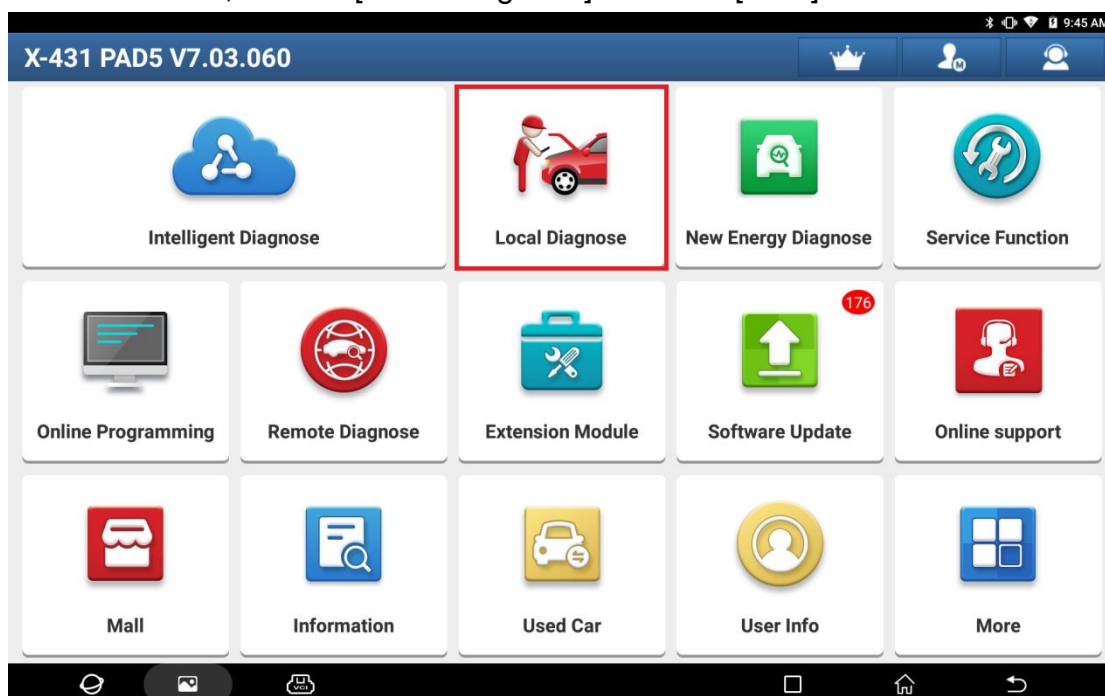 9:45 AM
X-431 PAD5 V7.03.060
Intelligent Diagnose
Local Diagnose
New Energy Diagnose
Service Function
176
Online Programming
Remote Diagnose
Extension Module
Software Update
Online support
Mall
Information
Used Car
User Info
More
VCI